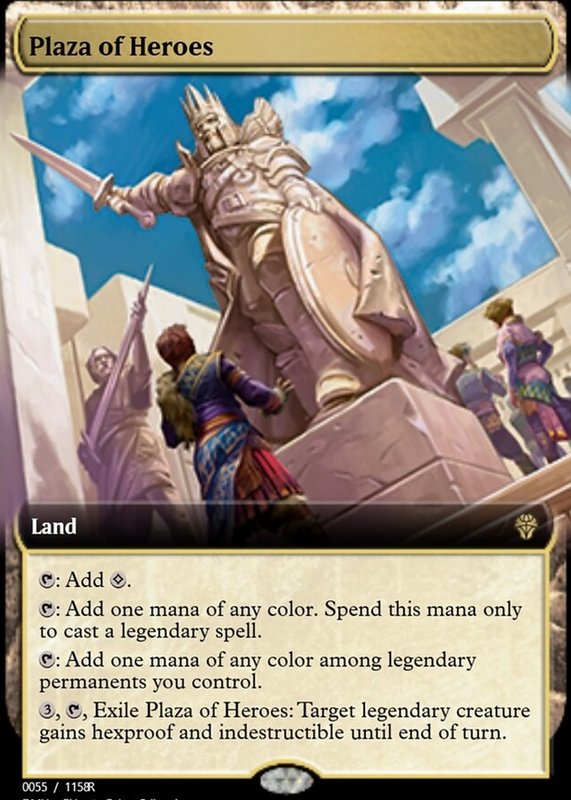 Plaza of Heroes
Land
: Add .
: Add one mana of any color. Spend this mana only
to cast a legendary spell.
: Add one mana of any color among legendary
permanents you control.
3, , Exile Plaza of Heroes: Target legendary creature
gains hexproof and indestructible until end of turn.
0055 / 1158R